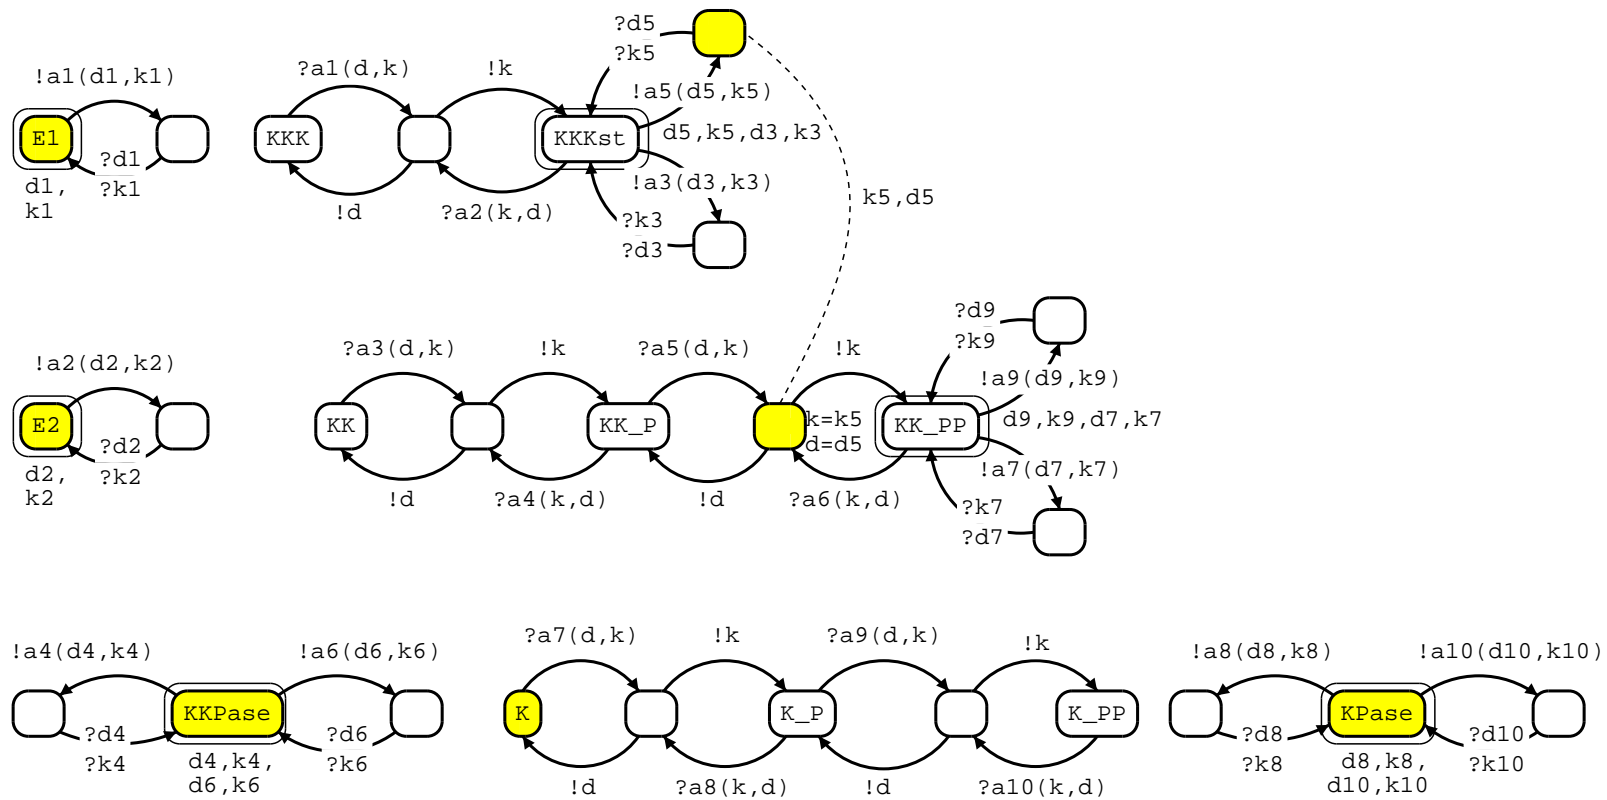 ?d5
?k5
!a1(d1,k1)
?a1(d,k)
!k
!a5(d5,k5)
E1
KKK
KKKst
d5,k5,d3,k3
?d1
?k1
d1,
k1
!d
?a2(k,d)
!a3(d3,k3)
?k3
?d3
k5,d5
?d9
?k9
!a2(d2,k2)
?a3(d,k)
!k
?a5(d,k)
!k
!a9(d9,k9)
E2
KK
KK_P
k=k5
d=d5
KK_PP
d9,k9,d7,k7
?d2
?k2
d2,
k2
!d
?a4(k,d)
!d
?a6(k,d)
!a7(d7,k7)
?k7
?d7
!a4(d4,k4)
!a6(d6,k6)
?a7(d,k)
!k
?a9(d,k)
!k
!a8(d8,k8)
!a10(d10,k10)
KKPase
K
K_P
K_PP
KPase
?d4
?k4
d4,k4,
d6,k6
?d6
?k6
!d
?a8(k,d)
!d
?a10(k,d)
?d8
?k8
d8,k8,
d10,k10
?d10
?k10